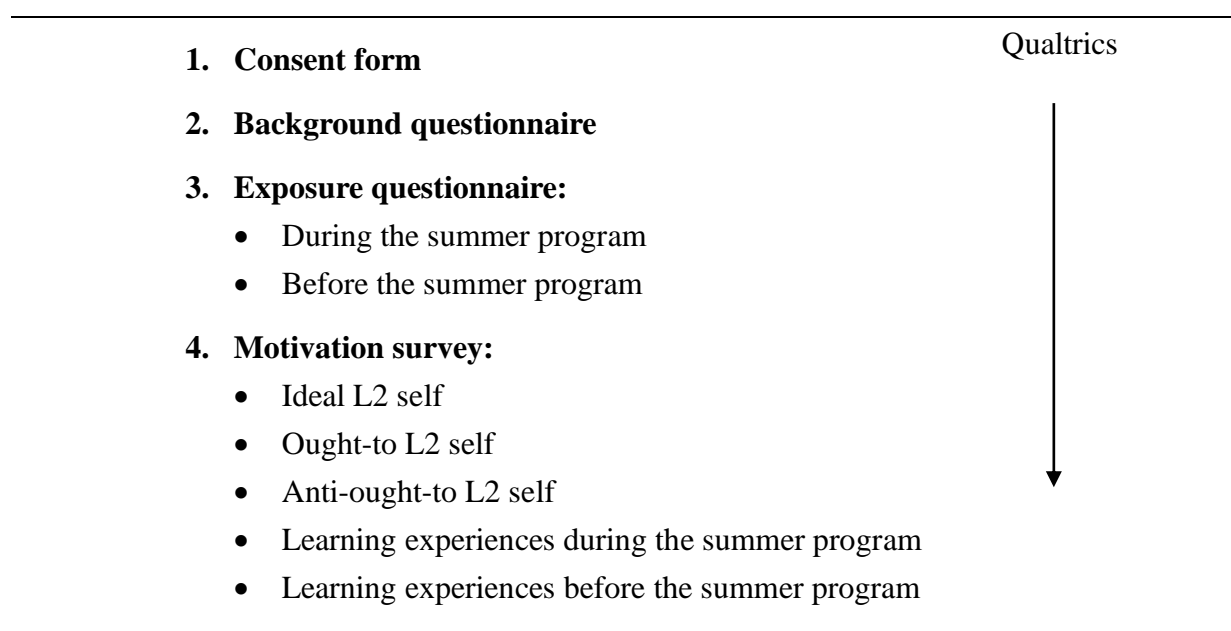 Qualtrics
1. Consent form
2. Background questionnaire
3. Exposure questionnaire:
• During the summer program
• Before the summer program
4. Motivation survey:
• Ideal L2 self
• Ought-to L2 self
• Anti-ought-to L2 self
• Learning experiences during the summer program
• Learning experiences before the summer program